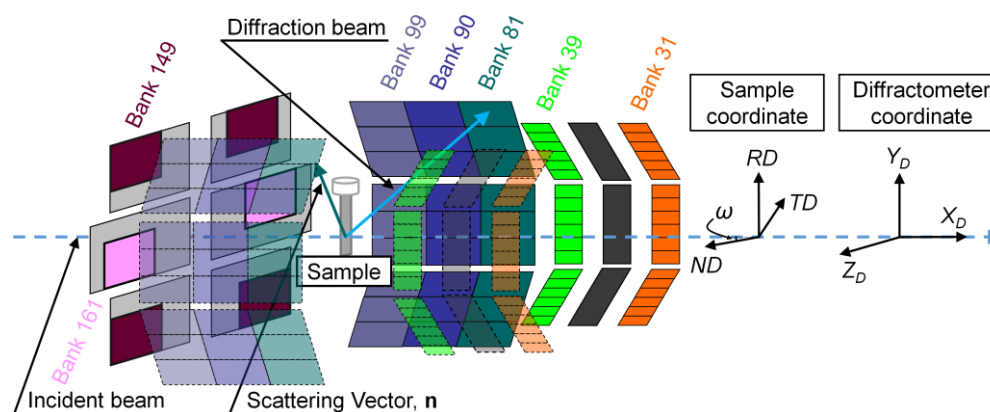 Diffraction beam
Bank 149
Bank 99
Bank 90
Bank 81
Bank 39
Bank 31
Sample
coordinate
Diffractometer
coordinate
RD
TD
ω
ND
Y_D
X_D
Z_D
Sample
Bank 161
Incident beam
Scattering Vector, n